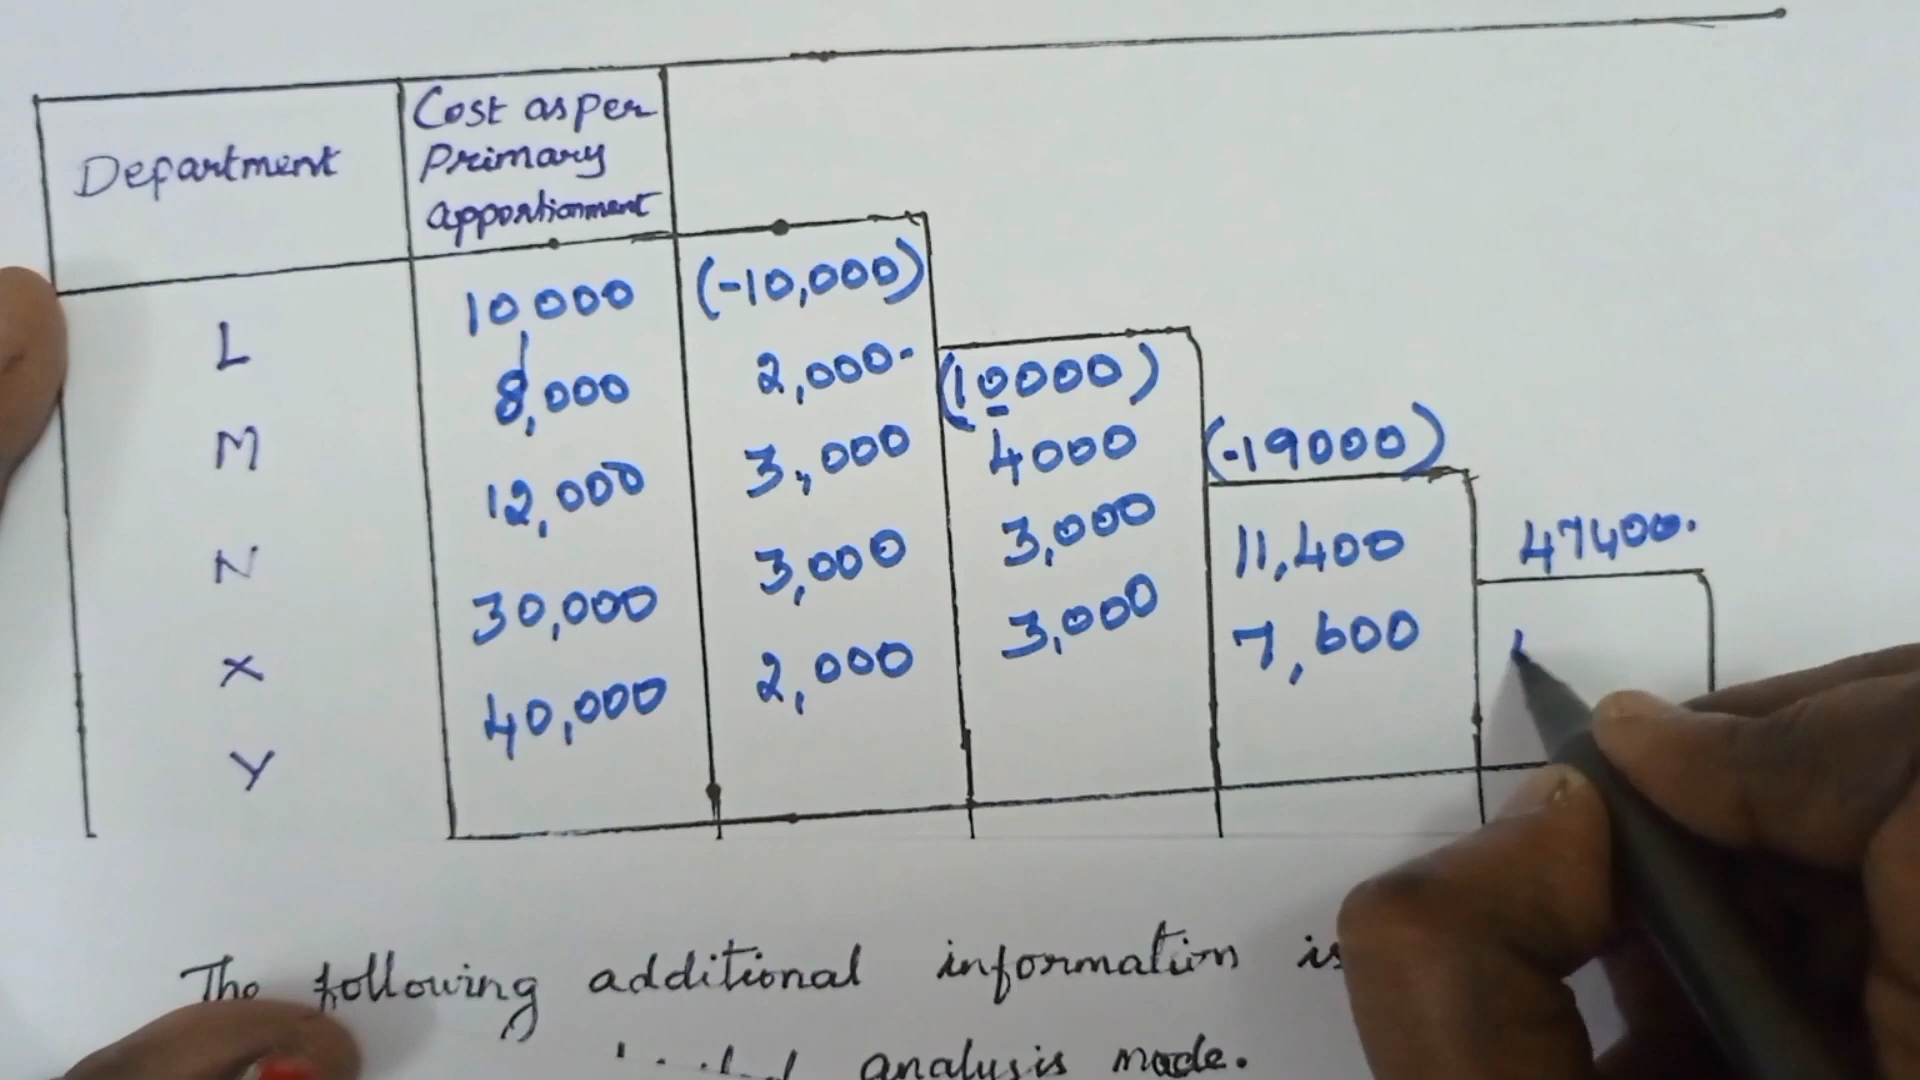 Department
Cost as per
Primary
apportionment
L 10,000 (-10,000)
M 8,000 2,000. (10000)
N 12,000 3,000 4000 (-19000)
X 30,000 3,000 3,000 11,400 47400.
Y 40,000 2,000 3,000 7,600
The following additional information is
analysis made.